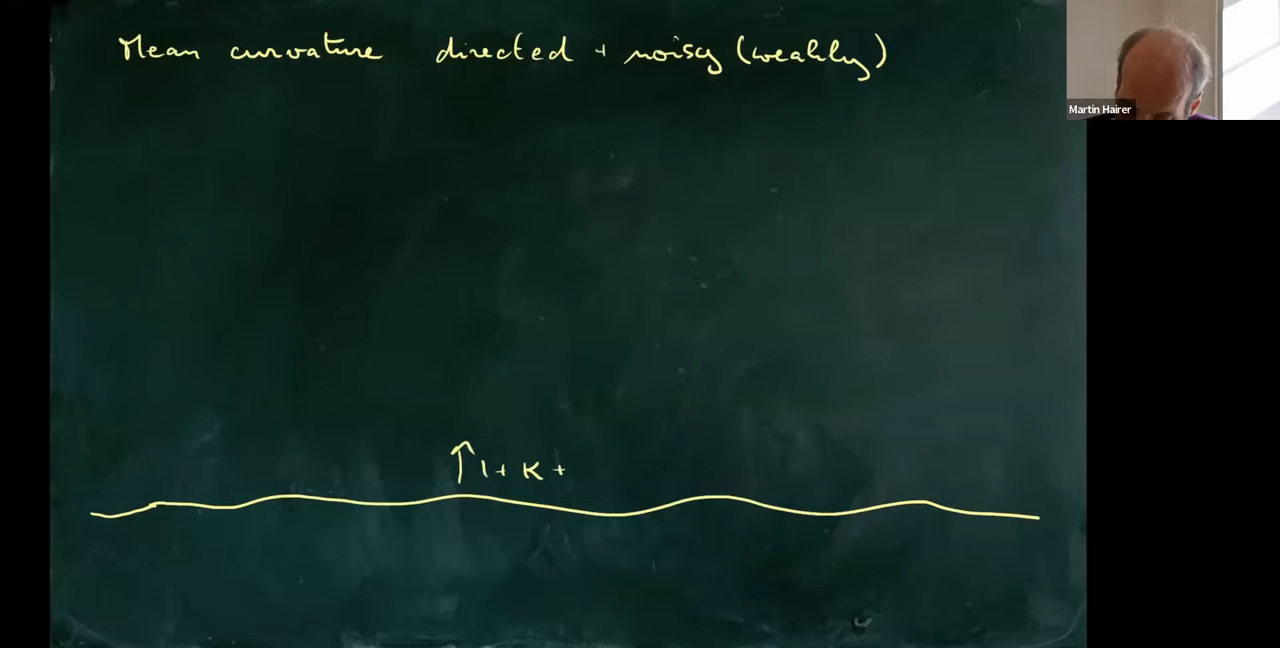 Mean curvature directed + noisy (weakly)
Martin Hairer
↑ 1 + K +